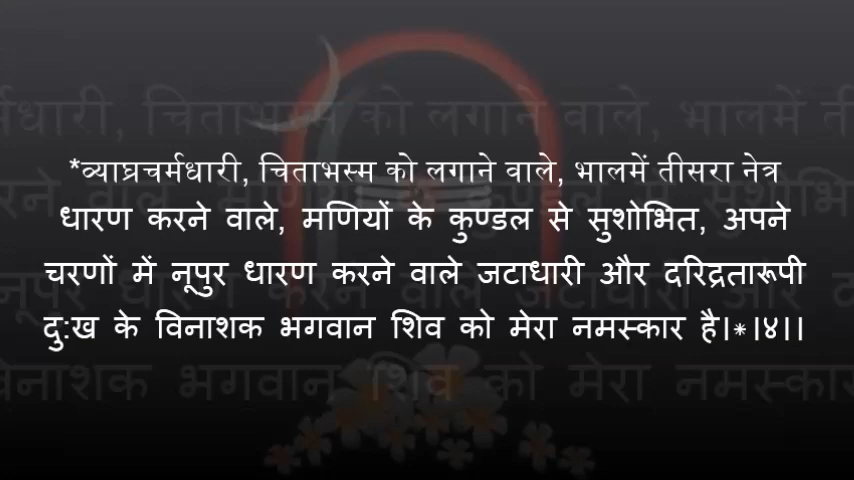 *व्याघ्रचर्मधारी, चिताभस्म को लगाने वाले, भालमें तीसरा नेत्र
धारण करने वाले, मणियों के कुण्डल से सुशोभित, अपने
चरणों में नूपुर धारण करने वाले जटाधारी और दरिद्रतारूपी
दु:ख के विनाशक भगवान शिव को मेरा नमस्कार है।*।४।।